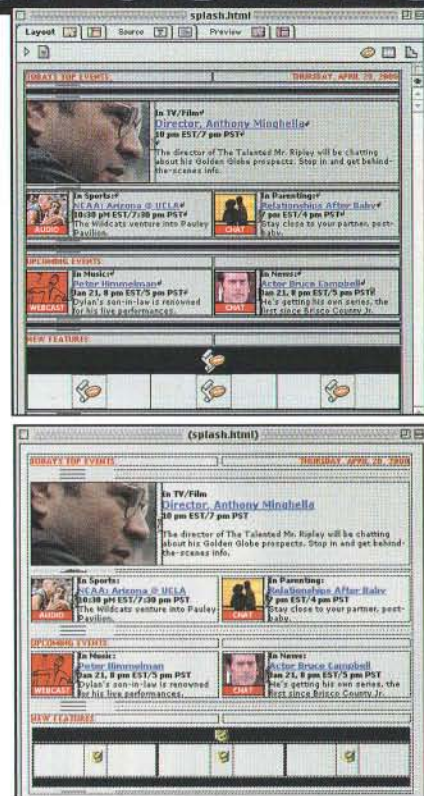 splash.html
Layout Source Preview
TODAY'S TOP EVENTS THURSDAY, APRIL 20, 2000
In TV/Film
Director, Anthony Minghella
10 pm EST/7 pm PST
The director of The Talented Mr. Ripley will be chatting
about his Golden Globe prospects. Stop in and get behind-
the-scenes info.
In Sports:
NCAA: Arizona @ UCLA
10:30 pM EST/7:30 pm PST
The Wildcats venture into Pauley
Pavilion.
AUDIO
In Parenting:
Relationships After Baby
7 pm EST/4 pm PST
Stay close to your partner, post-
baby.
CHAT
UPCOMING EVENTS
In Music:
Peter Himmelman
Jan 21, 8 pm EST/5 pm PST
Dylan's son-in-law is renowned
for his live performances.
WEBCAST
In News:
Actor Bruce Campbell
Jan 21, 8 pm EST/5 pm PST
He's getting his own series, the
first since Brisco County Jr.
CHAT
NEW FEATURES
(splash.html)
TODAY'S TOP EVENTS THURSDAY, APRIL 20, 2000
In TV/Film
Director, Anthony Minghella
10 pm EST/7 pm PST
The director of The Talented Mr. Ripley will be chatting
about his Golden Globe prospects. Stop in and get behind-
the-scenes info.
In Sports:
NCAA: Arizona @ UCLA
10:30 pM EST/7:30 pm PST
The Wildcats venture into Pauley
Pavilion.
AUDIO
In Parenting:
Relationships After Baby
7 pm EST/4 pm PST
Stay close to your partner, post-
baby.
CHAT
UPCOMING EVENTS
In Music:
Peter Himmelman
Jan 21, 8 pm EST/5 pm PST
Dylan's son-in-law is renowned
for his live performances.
WEBCAST
In News:
Actor Bruce Campbell
Jan 21, 8 pm EST/5 pm PST
He's getting his own series, the
first since Brisco County Jr.
CHAT
NEW FEATURES